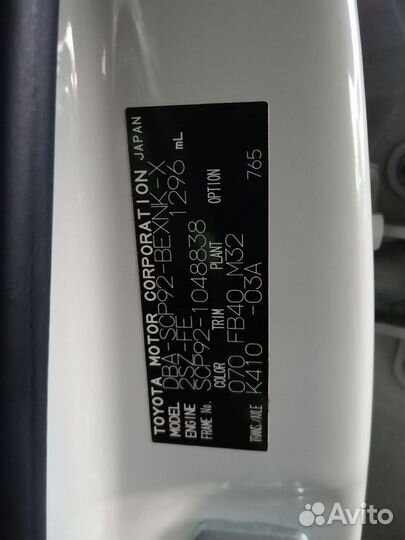 TOYOTA MOTOR CORPORATION JAPAN
MODEL DBA-SCP92-BEXNK-X
ENGINE 2SZ-FE 1296 mL
FRAME No. SCP92-1048838
COLOR TRIM PLANT OPTION
070 FB40 M32
TRANS./AXLE K410 -03A 765
Avito